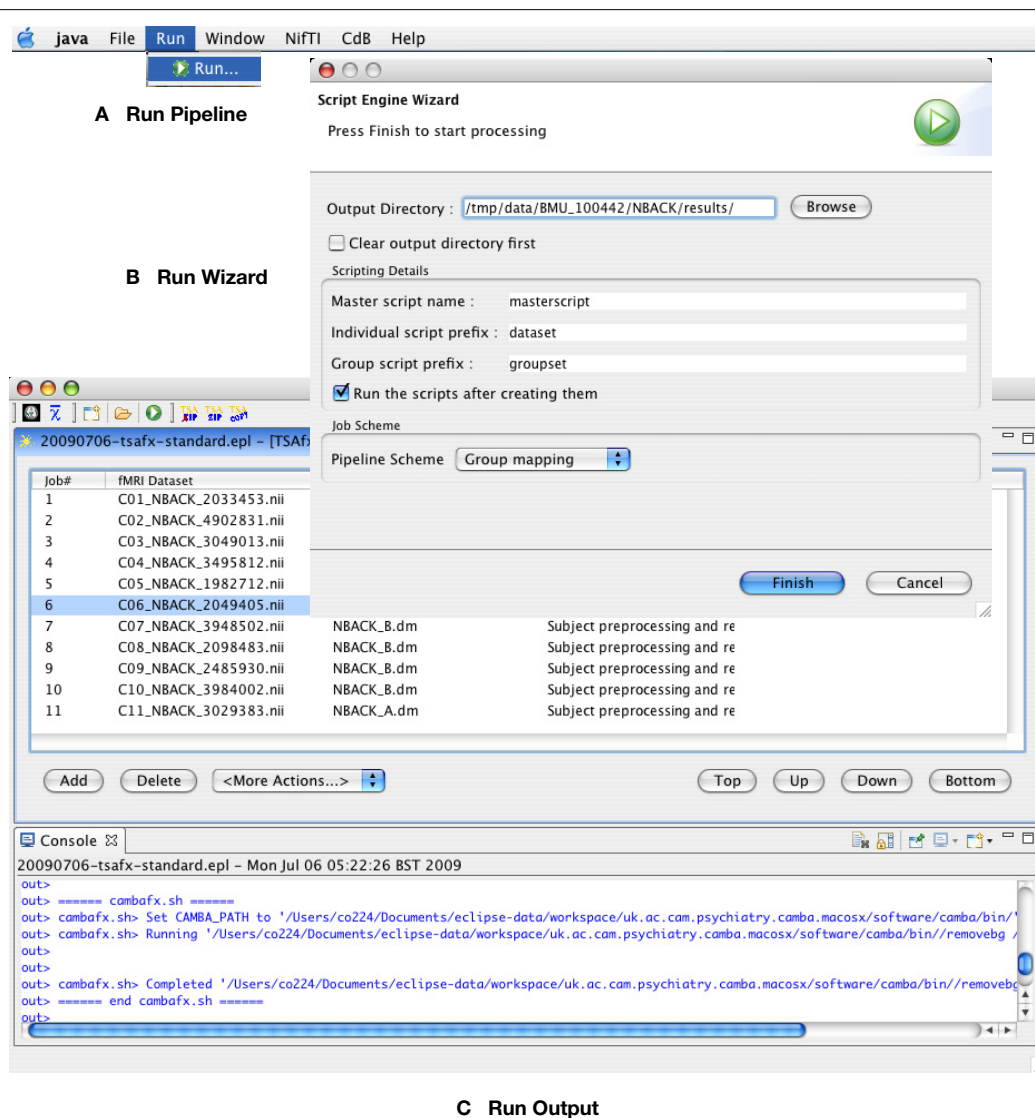 java File Run Window NifTI CdB Help
Run...
A Run Pipeline
Script Engine Wizard
Press Finish to start processing
Output Directory : /tmp/data/BMU_100442/NBACK/results/ Browse
Clear output directory first
B Run Wizard
Scripting Details
Master script name : masterscript
Individual script prefix : dataset
Group script prefix : groupset
Run the scripts after creating them
Job Scheme
Pipeline Scheme Group mapping
Finish Cancel
TSA ZIP TSA ZIP TSA COPY
20090706-tsafx-standard.epl - [TSAfx
Job# fMRI Dataset
1 C01_NBACK_2033453.nii
2 C02_NBACK_4902831.nii
3 C03_NBACK_3049013.nii
4 C04_NBACK_3495812.nii
5 C05_NBACK_1982712.nii
6 C06_NBACK_2049405.nii
7 C07_NBACK_3948502.nii NBACK_B.dm Subject preprocessing and re
8 C08_NBACK_2098483.nii NBACK_B.dm Subject preprocessing and re
9 C09_NBACK_2485930.nii NBACK_B.dm Subject preprocessing and re
10 C10_NBACK_3984002.nii NBACK_B.dm Subject preprocessing and re
11 C11_NBACK_3029383.nii NBACK_A.dm Subject preprocessing and re
Add Delete <More Actions...> Top Up Down Bottom
Console
20090706-tsafx-standard.epl - Mon Jul 06 05:22:26 BST 2009
out>
out> ====== cambafx.sh ======
out> cambafx.sh> Set CAMBA_PATH to '/Users/co224/Documents/eclipse-data/workspace/uk.ac.cam.psychiatry.camba.macosx/software/camba/bin/'
out> cambafx.sh> Running '/Users/co224/Documents/eclipse-data/workspace/uk.ac.cam.psychiatry.camba.macosx/software/camba/bin//removebg /
out>
out>
out> cambafx.sh> Completed '/Users/co224/Documents/eclipse-data/workspace/uk.ac.cam.psychiatry.camba.macosx/software/camba/bin//removebg
out> ====== end cambafx.sh ======
out>
C Run Output